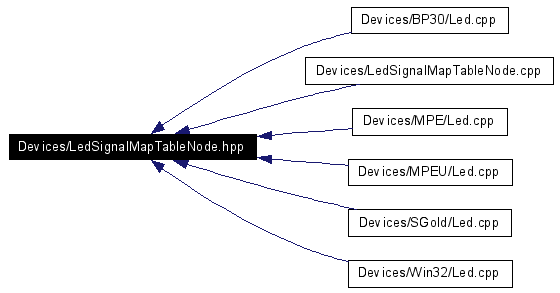 Devices/BP30/Led.cpp
Devices/LedSignalMapTableNode.cpp
Devices/MPE/Led.cpp
Devices/LedSignalMapTableNode.hpp
Devices/MPEU/Led.cpp
Devices/SGold/Led.cpp
Devices/Win32/Led.cpp